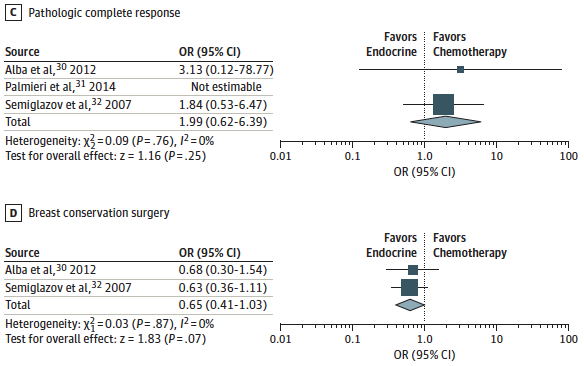 C Pathologic complete response
Favors Favors
Endocrine Chemotherapy
Source OR (95% CI)
Alba et al,30 2012 3.13 (0.12-78.77)
Palmieri et al,31 2014 Not estimable
Semiglazov et al,32 2007 1.84 (0.53-6.47)
Total 1.99 (0.62-6.39)
Heterogeneity: χ²₂=0.09 (P=.76), I²=0%
Test for overall effect: z=1.16 (P=.25)
0.01 0.1 1.0 10 100
OR (95% CI)
D Breast conservation surgery
Favors Favors
Endocrine Chemotherapy
Source OR (95% CI)
Alba et al,30 2012 0.68 (0.30-1.54)
Semiglazov et al,32 2007 0.63 (0.36-1.11)
Total 0.65 (0.41-1.03)
Heterogeneity: χ²₁=0.03 (P=.87), I²=0%
Test for overall effect: z=1.83 (P=.07)
0.01 0.1 1.0 10 100
OR (95% CI)